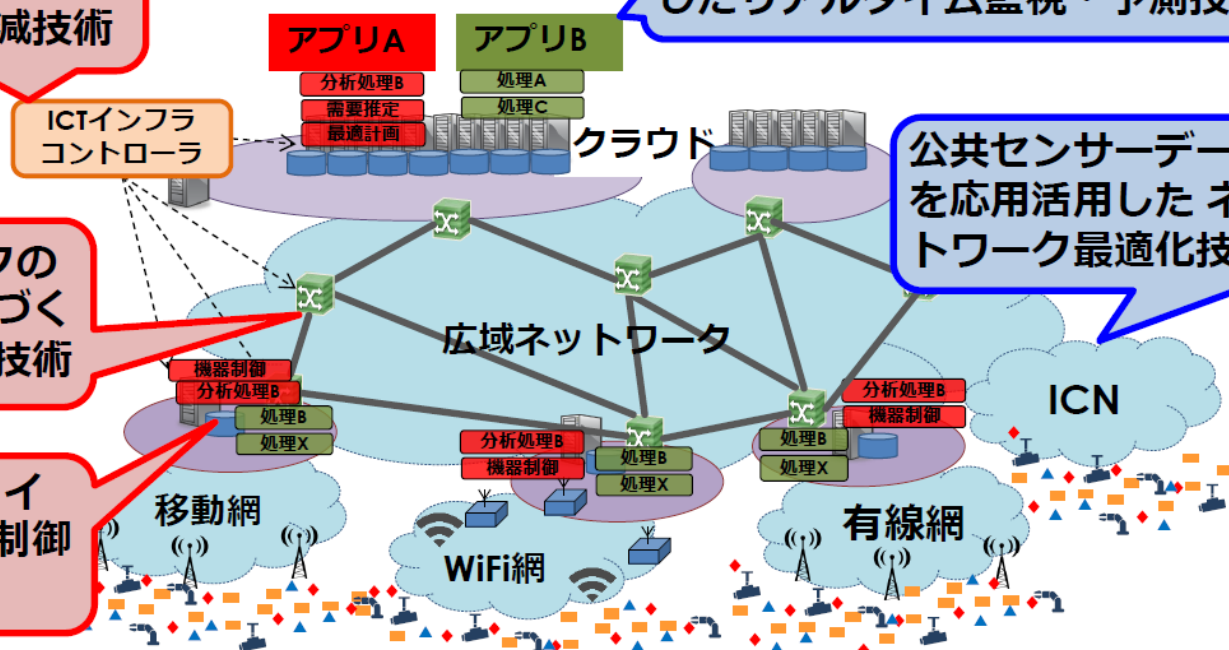 減技術
アプリA
アプリB
ひたりアルタイム監視・予測技
分析処理B
需要推定
最適計画
処理A
処理C
ICTインフラ
コントローラ
クラウド
公共センサーデー
を応用活用した ネ
トワーク最適化技
クの
づく
技術
広域ネットワーク
機器制御
分析処理B
処理B
処理X
分析処理B
機器制御
処理B
処理X
分析処理B
機器制御
処理B
処理X
ICN
イ
制御
移動網
WiFi網
有線網